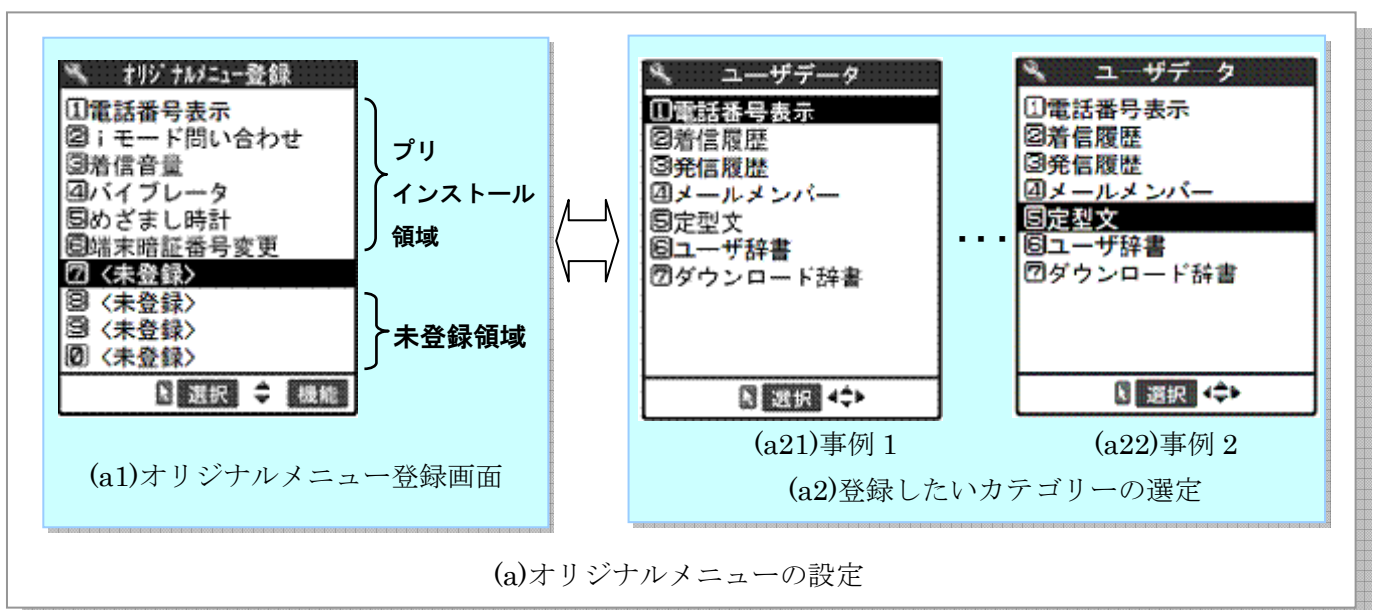 オリジナルメニュー登録
1電話番号表示
2iモード問い合わせ
3着信音量
4バイブレータ
5めざまし時計
6端末暗証番号変更
7〈未登録〉
8〈未登録〉
9〈未登録〉
0〈未登録〉
選択 機能
プリ
インストール
領域
未登録領域
(a1)オリジナルメニュー登録画面
ユーザデータ
1電話番号表示
2着信履歴
3発信履歴
4メールメンバー
5定型文
6ユーザ辞書
7ダウンロード辞書
選択
(a21)事例 1
・・・
ユーザデータ
1電話番号表示
2着信履歴
3発信履歴
4メールメンバー
5定型文
6ユーザ辞書
7ダウンロード辞書
選択
(a22)事例 2
(a2)登録したいカテゴリーの選定
(a)オリジナルメニューの設定